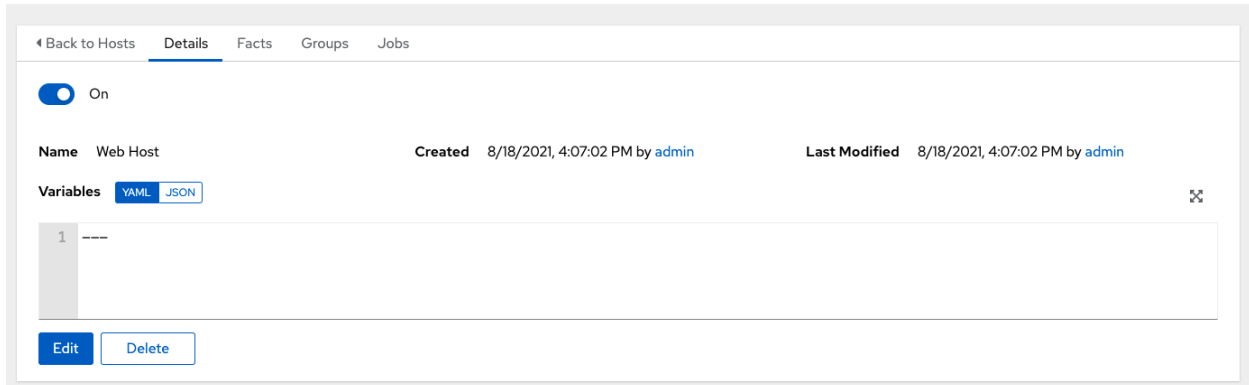 Back to Hosts Details Facts Groups Jobs
On
Name Web Host Created 8/18/2021, 4:07:02 PM by admin Last Modified 8/18/2021, 4:07:02 PM by admin
Variables YAML JSON
1 ---
Edit Delete